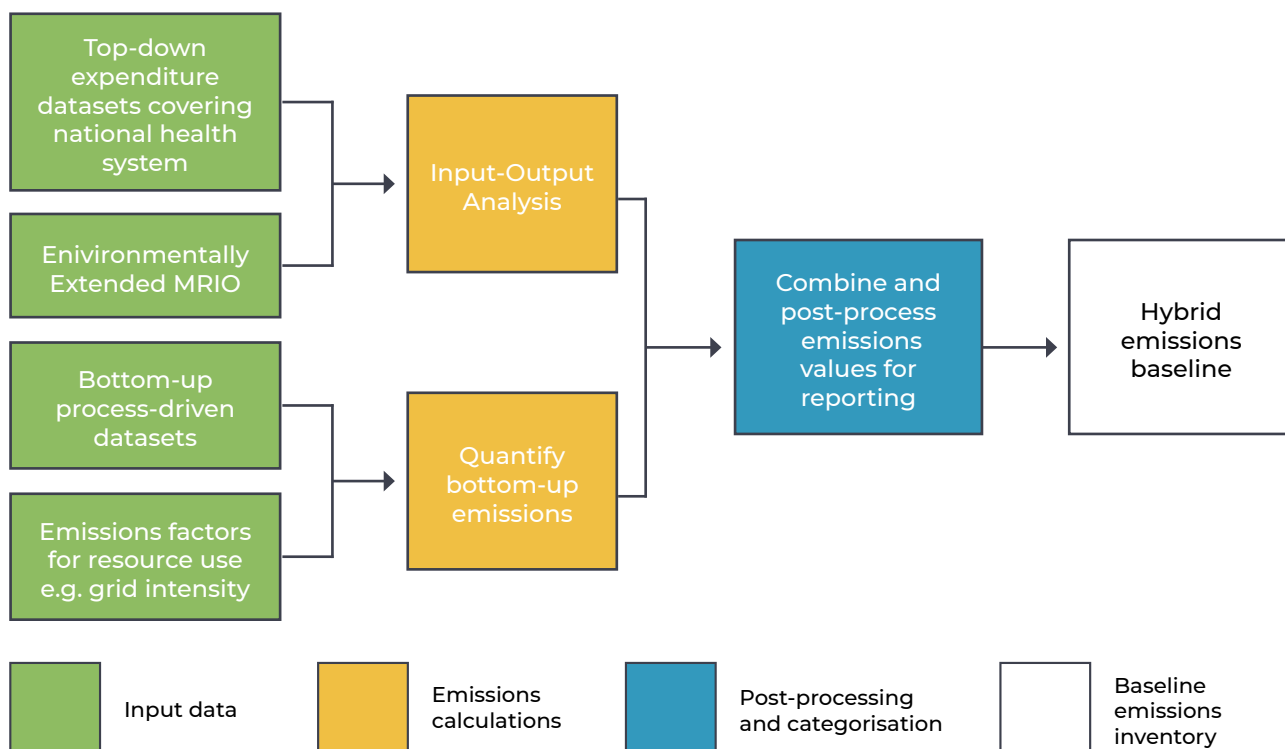 Top-down
expenditure
datasets covering
national health
system
Enivironmentally
Extended MRIO
Bottom-up
process-driven
datasets
Emissions factors
for resource use
e.g. grid intensity
Input-Output
Analysis
Quantify
bottom-up
emissions
Combine and
post-process
emissions
values for
reporting
Hybrid
emissions
baseline
Input data
Emissions
calculations
Post-processing
and categorisation
Baseline
emissions
inventory